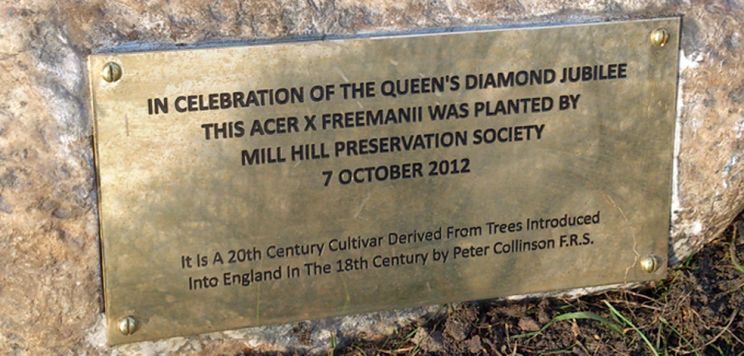 IN CELEBRATION OF THE QUEEN'S DIAMOND JUBILEE
THIS ACER X FREEMANII WAS PLANTED BY
MILL HILL PRESERVATION SOCIETY
7 OCTOBER 2012
It Is A 20th Century Cultivar Derived From Trees Introduced
Into England In The 18th Century by Peter Collinson F.R.S.